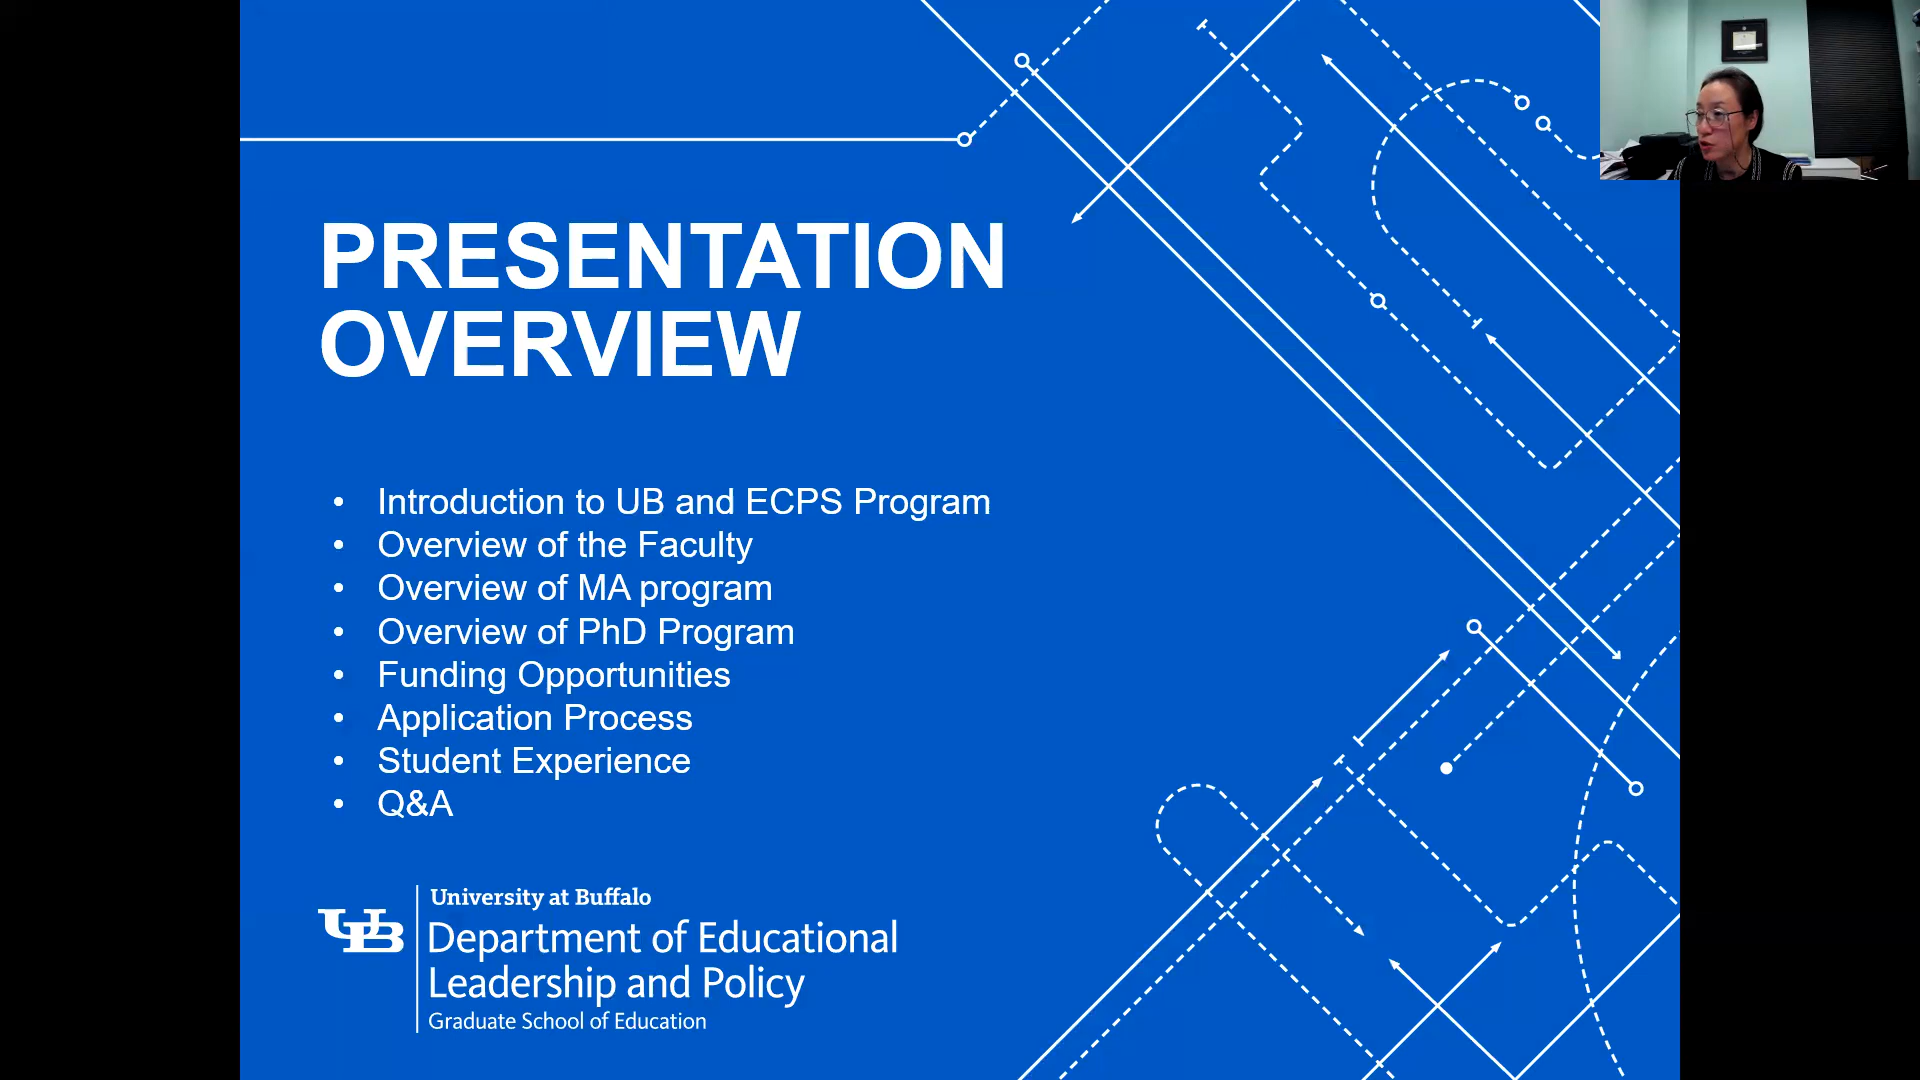 PRESENTATION
OVERVIEW
• Introduction to UB and ECPS Program
• Overview of the Faculty
• Overview of MA program
• Overview of PhD Program
• Funding Opportunities
• Application Process
• Student Experience
• Q&A
UB
University at Buffalo
Department of Educational
Leadership and Policy
Graduate School of Education